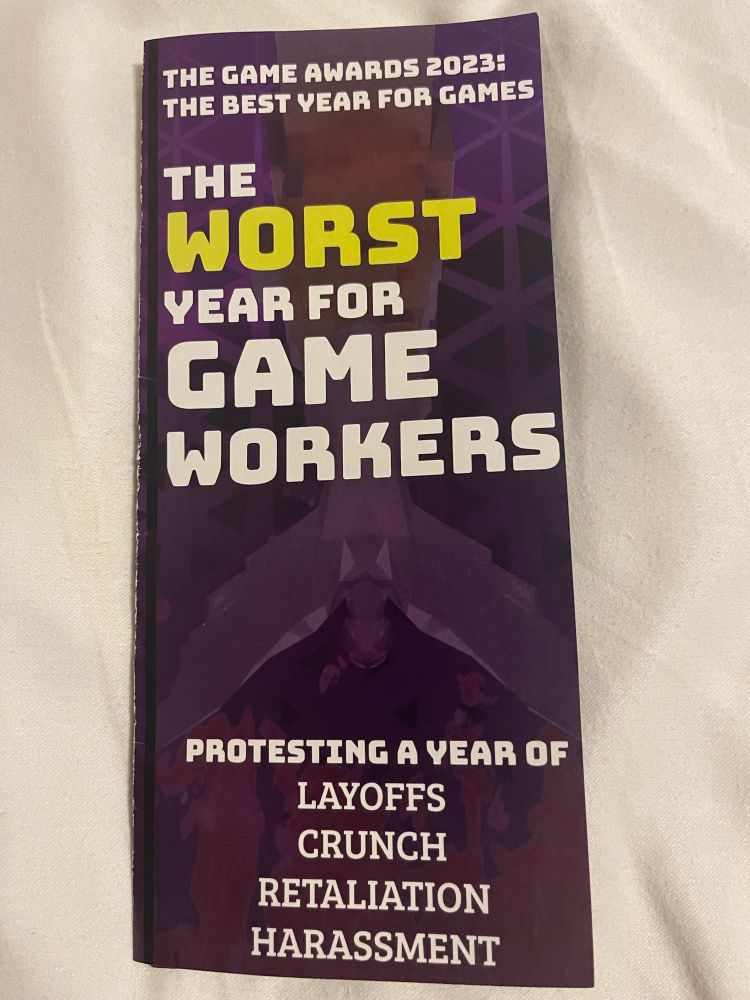 THE GAME AWARDS 2023:
THE BEST YEAR FOR GAMES
THE
WORST
YEAR FOR
GAME
WORKERS
PROTESTING A YEAR OF
LAYOFFS
CRUNCH
RETALIATION
HARASSMENT